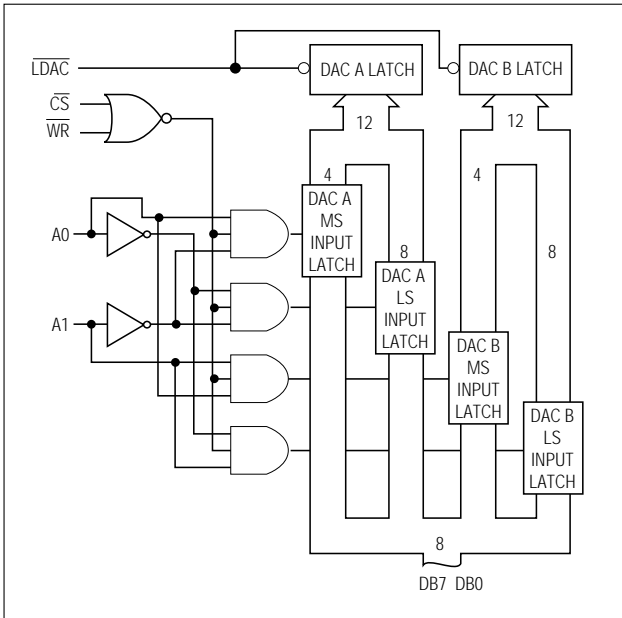 LDAC
DAC A LATCH
DAC B LATCH
CS
WR
12
12
4
4
DAC A
MS
INPUT
LATCH
A0
8
8
DAC A
LS
INPUT
LATCH
A1
DAC B
MS
INPUT
LATCH
DAC B
LS
INPUT
LATCH
8
DB7 DB0